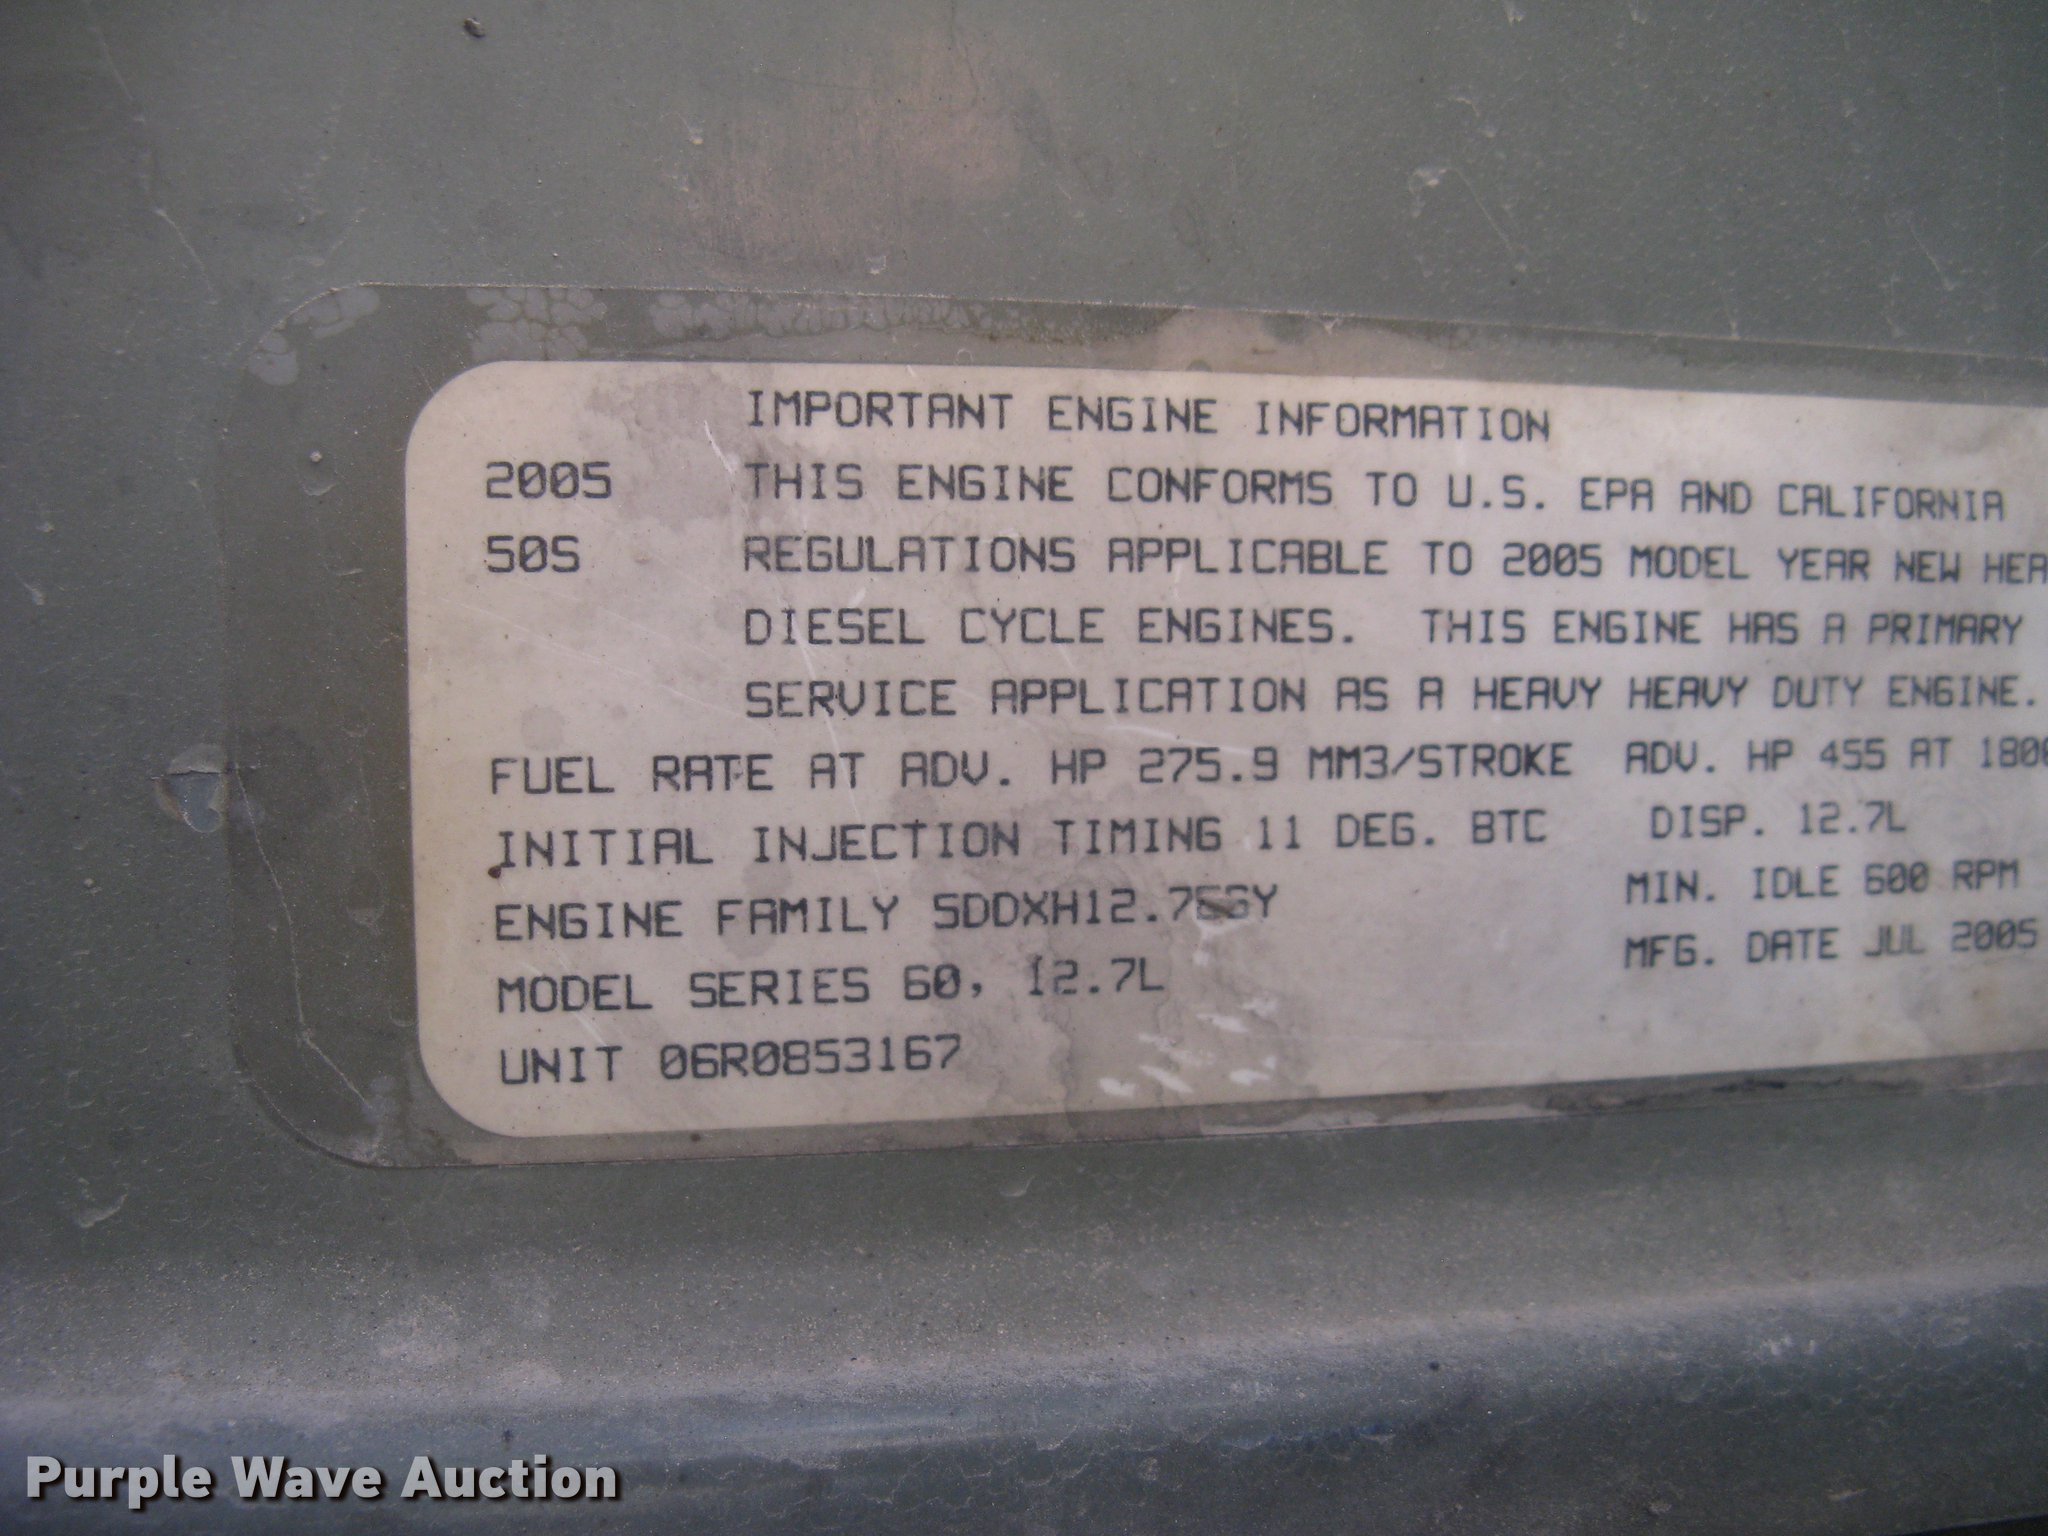 IMPORTANT ENGINE INFORMATION
2005 THIS ENGINE CONFORMS TO U.S. EPA AND CALIFORNIA
50S REGULATIONS APPLICABLE TO 2005 MODEL YEAR NEW HEA
DIESEL CYCLE ENGINES. THIS ENGINE HAS A PRIMARY
SERVICE APPLICATION AS A HEAVY HEAVY DUTY ENGINE.
FUEL RATE AT ADV. HP 275.9 MM3/STROKE ADV. HP 455 AT 1800
INITIAL INJECTION TIMING 11 DEG. BTC DISP. 12.7L
ENGINE FAMILY MIN. IDLE 600 RPM
MODEL SERIES 60, 12.7L MFG. DATE JUL 2005
UNIT 06R0853167
Purple Wave Auction